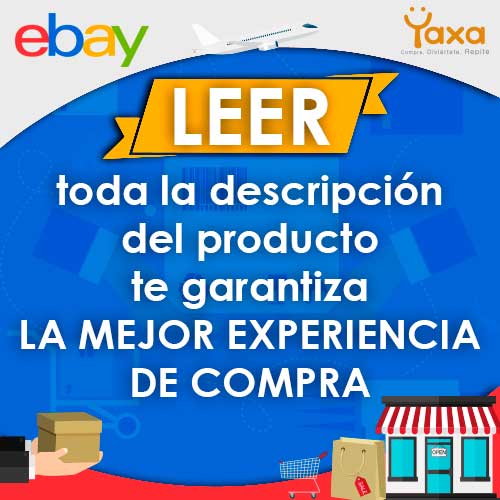 ebay
Yaxa
Compra, Diviértete, Repite
LEER
toda la descripción
del producto
te garantiza
LA MEJOR EXPERIENCIA
DE COMPRA
OPEN
SALE